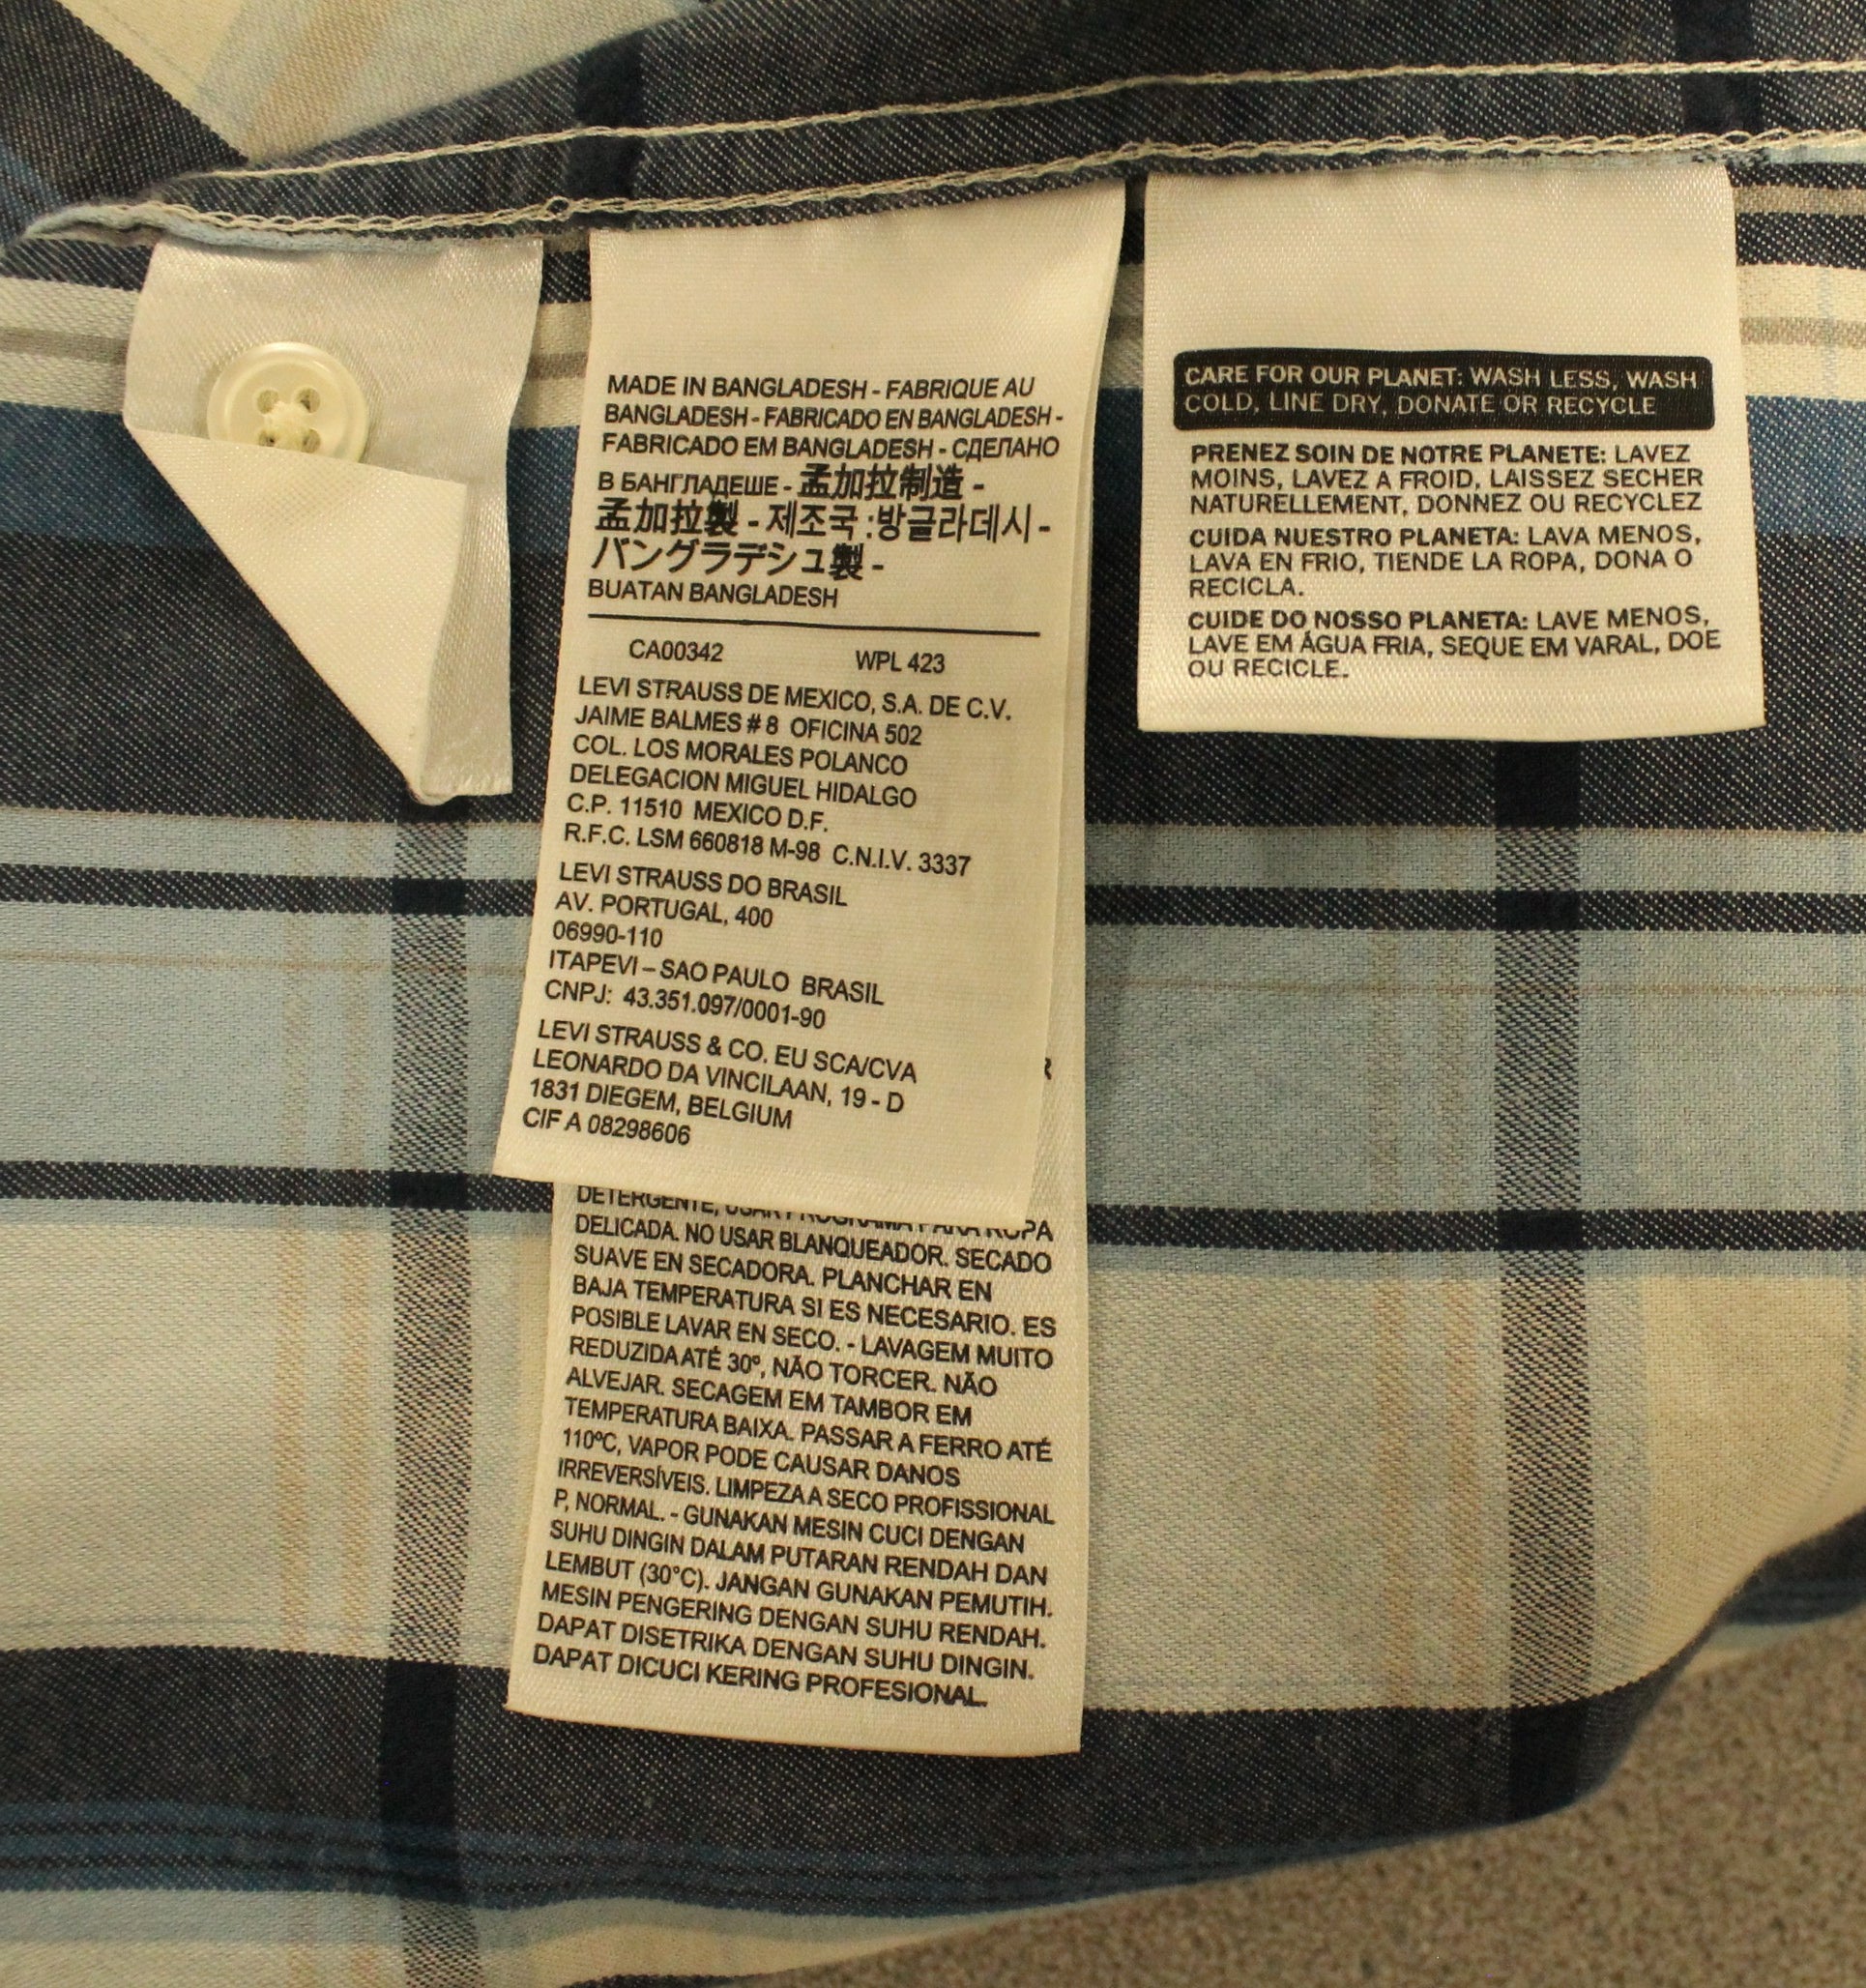 MADE IN BANGLADESH - FABRIQUE AU
BANGLADESH - FABRICADO EN BANGLADESH -
FABRICADO EM BANGLADESH - СДЕЛАНО
В БАНГЛАДЕШЕ - 孟加拉制造 -
孟加拉製 - 제조국 :방글라데시 -
バングラデシュ製 -
BUATAN BANGLADESH
CA00342 WPL 423
LEVI STRAUSS DE MEXICO, S.A. DE C.V.
JAIME BALMES # 8 OFICINA 502
COL. LOS MORALES POLANCO
DELEGACION MIGUEL HIDALGO
C.P. 11510 MEXICO D.F.
R.F.C. LSM 660818 M-98 C.N.I.V. 3337
LEVI STRAUSS DO BRASIL
AV. PORTUGAL, 400
06990-110
ITAPEVI – SAO PAULO BRASIL
CNPJ: 43.351.097/0001-90
LEVI STRAUSS & CO. EU SCA/CVA
LEONARDO DA VINCILAAN, 19 - D
1831 DIEGEM, BELGIUM
CIF A 08298606
DETERGENTE, USAR PROGRAMA PARA ROPA
DELICADA. NO USAR BLANQUEADOR. SECADO
SUAVE EN SECADORA. PLANCHAR EN
BAJA TEMPERATURA SI ES NECESARIO. ES
POSIBLE LAVAR EN SECO. - LAVAGEM MUITO
REDUZIDA ATÉ 30º, NÃO TORCER. NÃO
ALVEJAR. SECAGEM EM TAMBOR EM
TEMPERATURA BAIXA. PASSAR A FERRO ATÉ
110ºC, VAPOR PODE CAUSAR DANOS
IRREVERSÍVEIS. LIMPEZA A SECO PROFISSIONAL
P, NORMAL. - GUNAKAN MESIN CUCI DENGAN
SUHU DINGIN DALAM PUTARAN RENDAH DAN
LEMBUT (30°C). JANGAN GUNAKAN PEMUTIH.
MESIN PENGERING DENGAN SUHU RENDAH.
DAPAT DISETRIKA DENGAN SUHU DINGIN.
DAPAT DICUCI KERING PROFESIONAL.
CARE FOR OUR PLANET: WASH LESS, WASH
COLD, LINE DRY, DONATE OR RECYCLE
PRENEZ SOIN DE NOTRE PLANETE: LAVEZ
MOINS, LAVEZ A FROID, LAISSEZ SECHER
NATURELLEMENT, DONNEZ OU RECYCLEZ
CUIDA NUESTRO PLANETA: LAVA MENOS,
LAVA EN FRIO, TIENDE LA ROPA, DONA O
RECICLA.
CUIDE DO NOSSO PLANETA: LAVE MENOS,
LAVE EM ÁGUA FRIA, SEQUE EM VARAL, DOE
OU RECICLE.